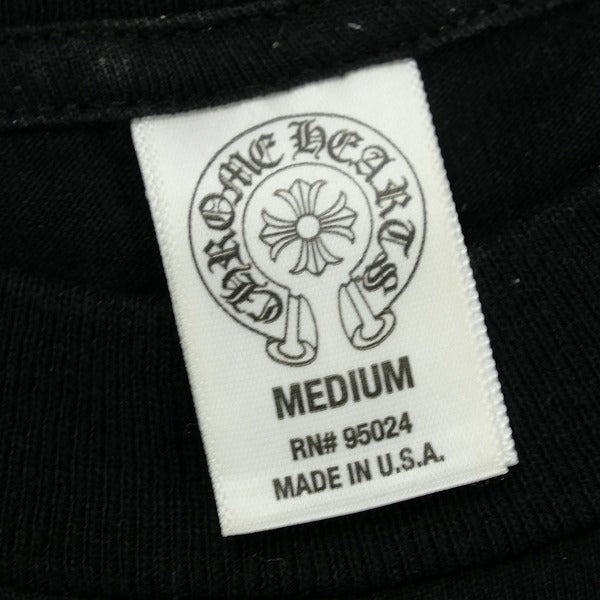 CHROME HEARTS
MEDIUM
RN# 95024
MADE IN U.S.A.